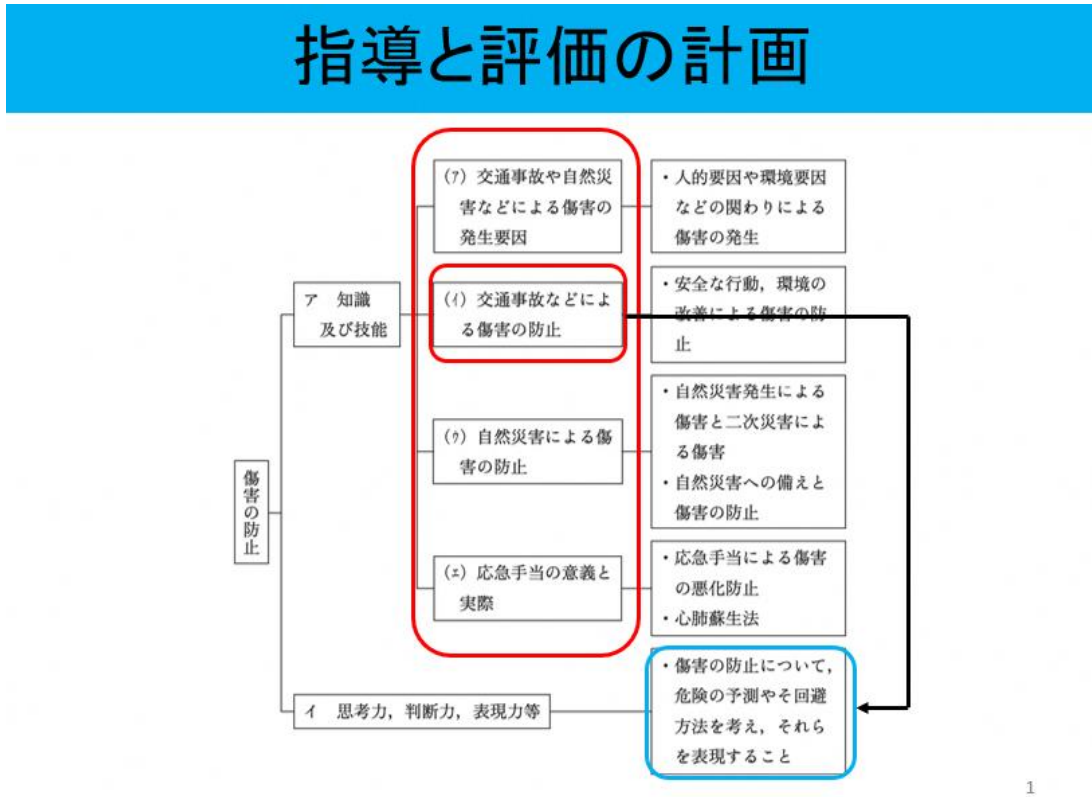 指導と評価の計画
傷害の防止
ア　知識
及び技能
(ｱ) 交通事故や自然災
害などによる傷害の
発生要因
・人的要因や環境要因
などの関わりによる
傷害の発生
(ｲ) 交通事故などによ
る傷害の防止
・安全な行動，環境の
改善による傷害の防
止
(ｳ) 自然災害による傷
害の防止
・自然災害発生による
傷害と二次災害によ
る傷害
・自然災害への備えと
傷害の防止
(ｴ) 応急手当の意義と
実際
・応急手当による傷害
の悪化防止
・心肺蘇生法
イ　思考力，判断力，表現力等
・傷害の防止について，
危険の予測やそ回避
方法を考え，それら
を表現すること
1